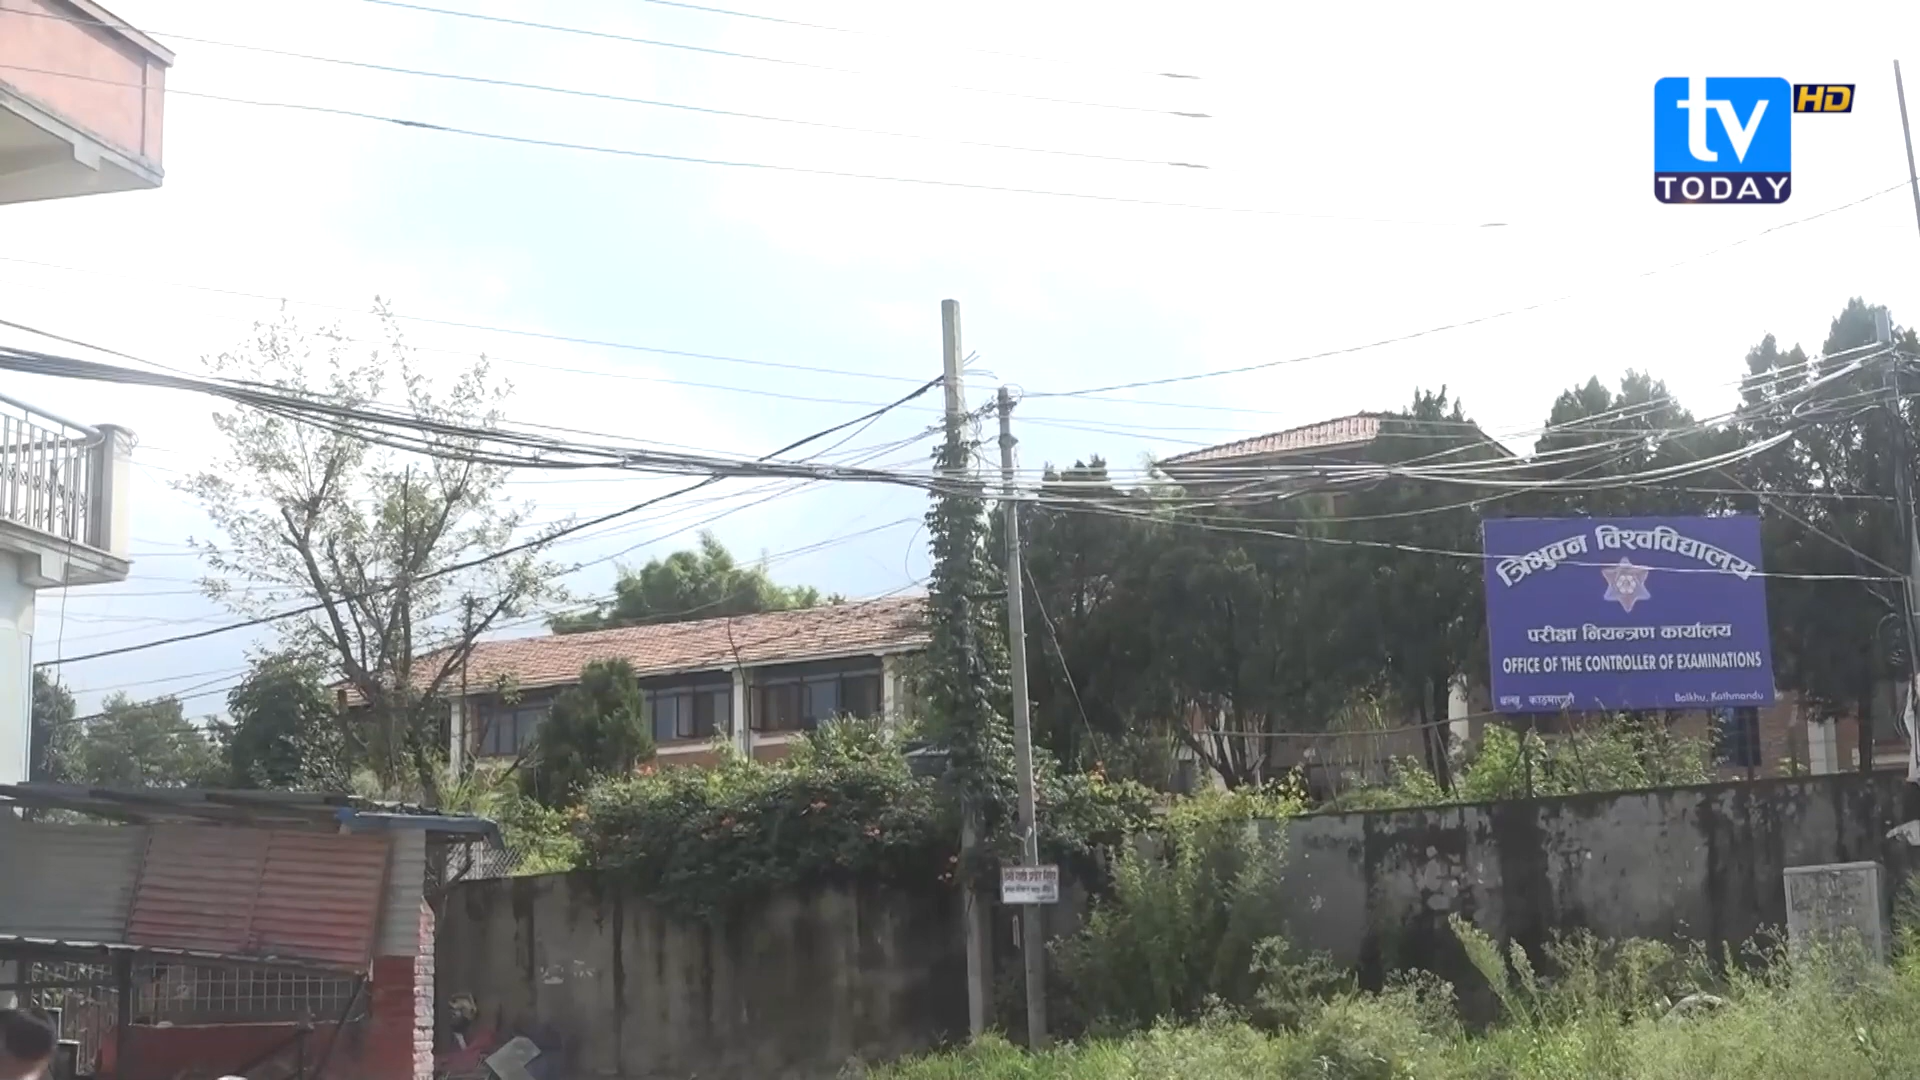 tv HD
TODAY
त्रिभुवन विश्वविद्यालय
परीक्षा नियन्त्रण कार्यालय
OFFICE OF THE CONTROLLER OF EXAMINATIONS
बल्खु, काठमाण्डौ
Balkhu, Kathmandu